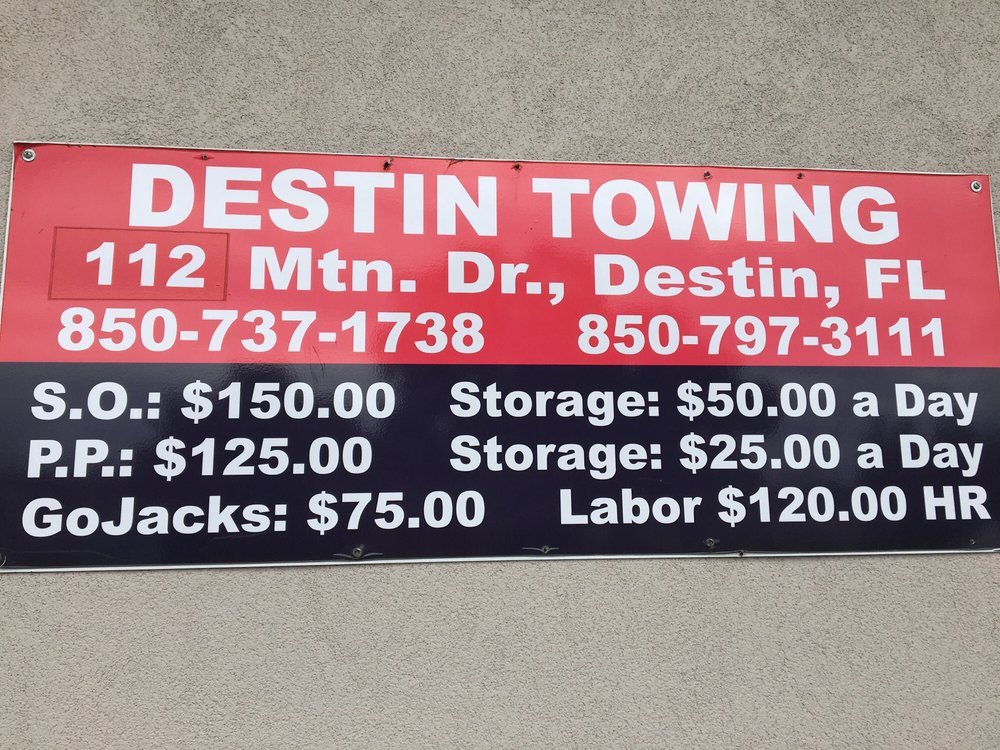 DESTIN TOWING
112 Mtn. Dr., Destin, FL
850-737-1738 850-797-3111
S.O.: $150.00 Storage: $50.00 a Day
P.P.: $125.00 Storage: $25.00 a Day
GoJacks: $75.00 Labor $120.00 HR